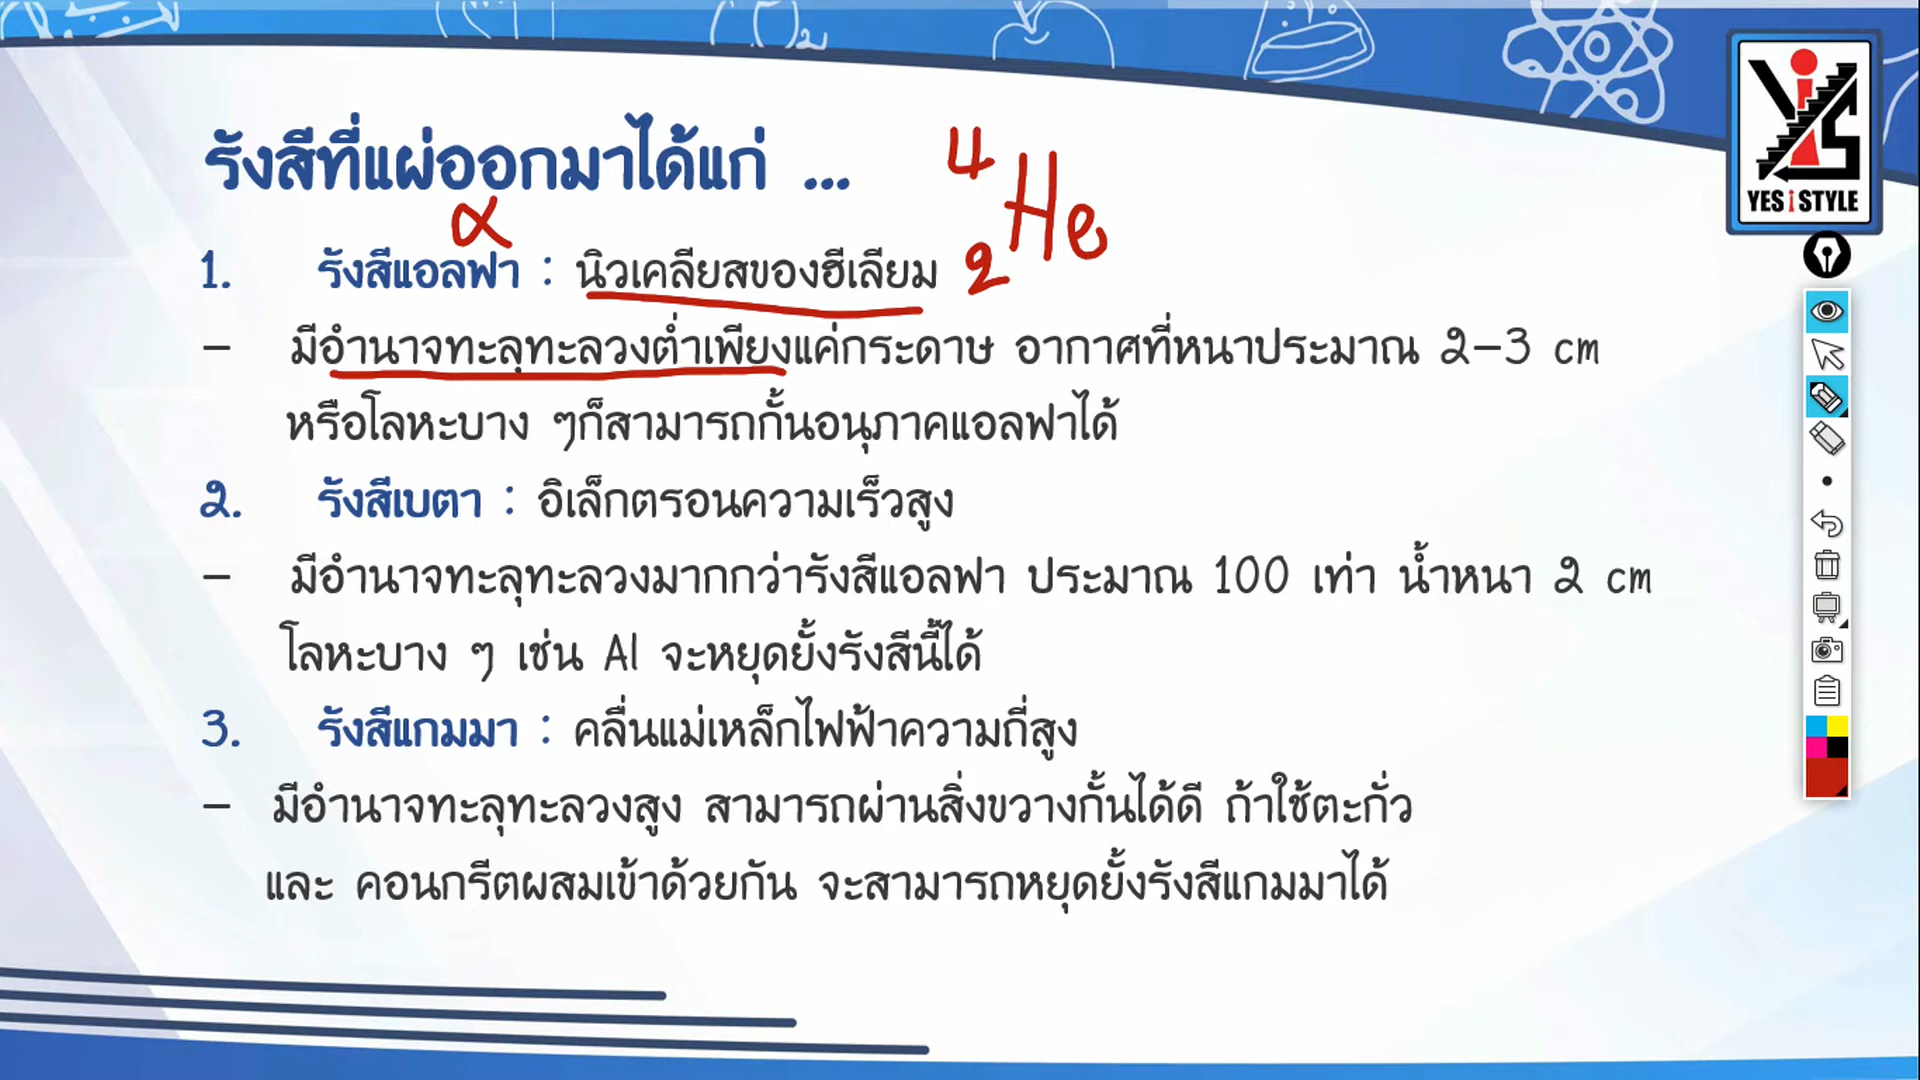 รังสีที่แผ่ออกมาได้แก่ ...
4
2 He
α
1. รังสีแอลฟา : นิวเคลียสของฮีเลียม
- มีอำนาจทะลุทะลวงต่ำเพียงแค่กระดาษ อากาศที่หนาประมาณ 2-3 cm
หรือโลหะบาง ๆก็สามารถกั้นอนุภาคแอลฟาได้
2. รังสีเบตา : อิเล็กตรอนความเร็วสูง
- มีอำนาจทะลุทะลวงมากกว่ารังสีแอลฟา ประมาณ 100 เท่า น้ำหนา 2 cm
โลหะบาง ๆ เช่น Al จะหยุดยั้งรังสีนี้ได้
3. รังสีแกมมา : คลื่นแม่เหล็กไฟฟ้าความถี่สูง
- มีอำนาจทะลุทะลวงสูง สามารถผ่านสิ่งขวางกั้นได้ดี ถ้าใช้ตะกั่ว
และ คอนกรีตผสมเข้าด้วยกัน จะสามารถหยุดยั้งรังสีแกมมาได้
YiS
YES i STYLE